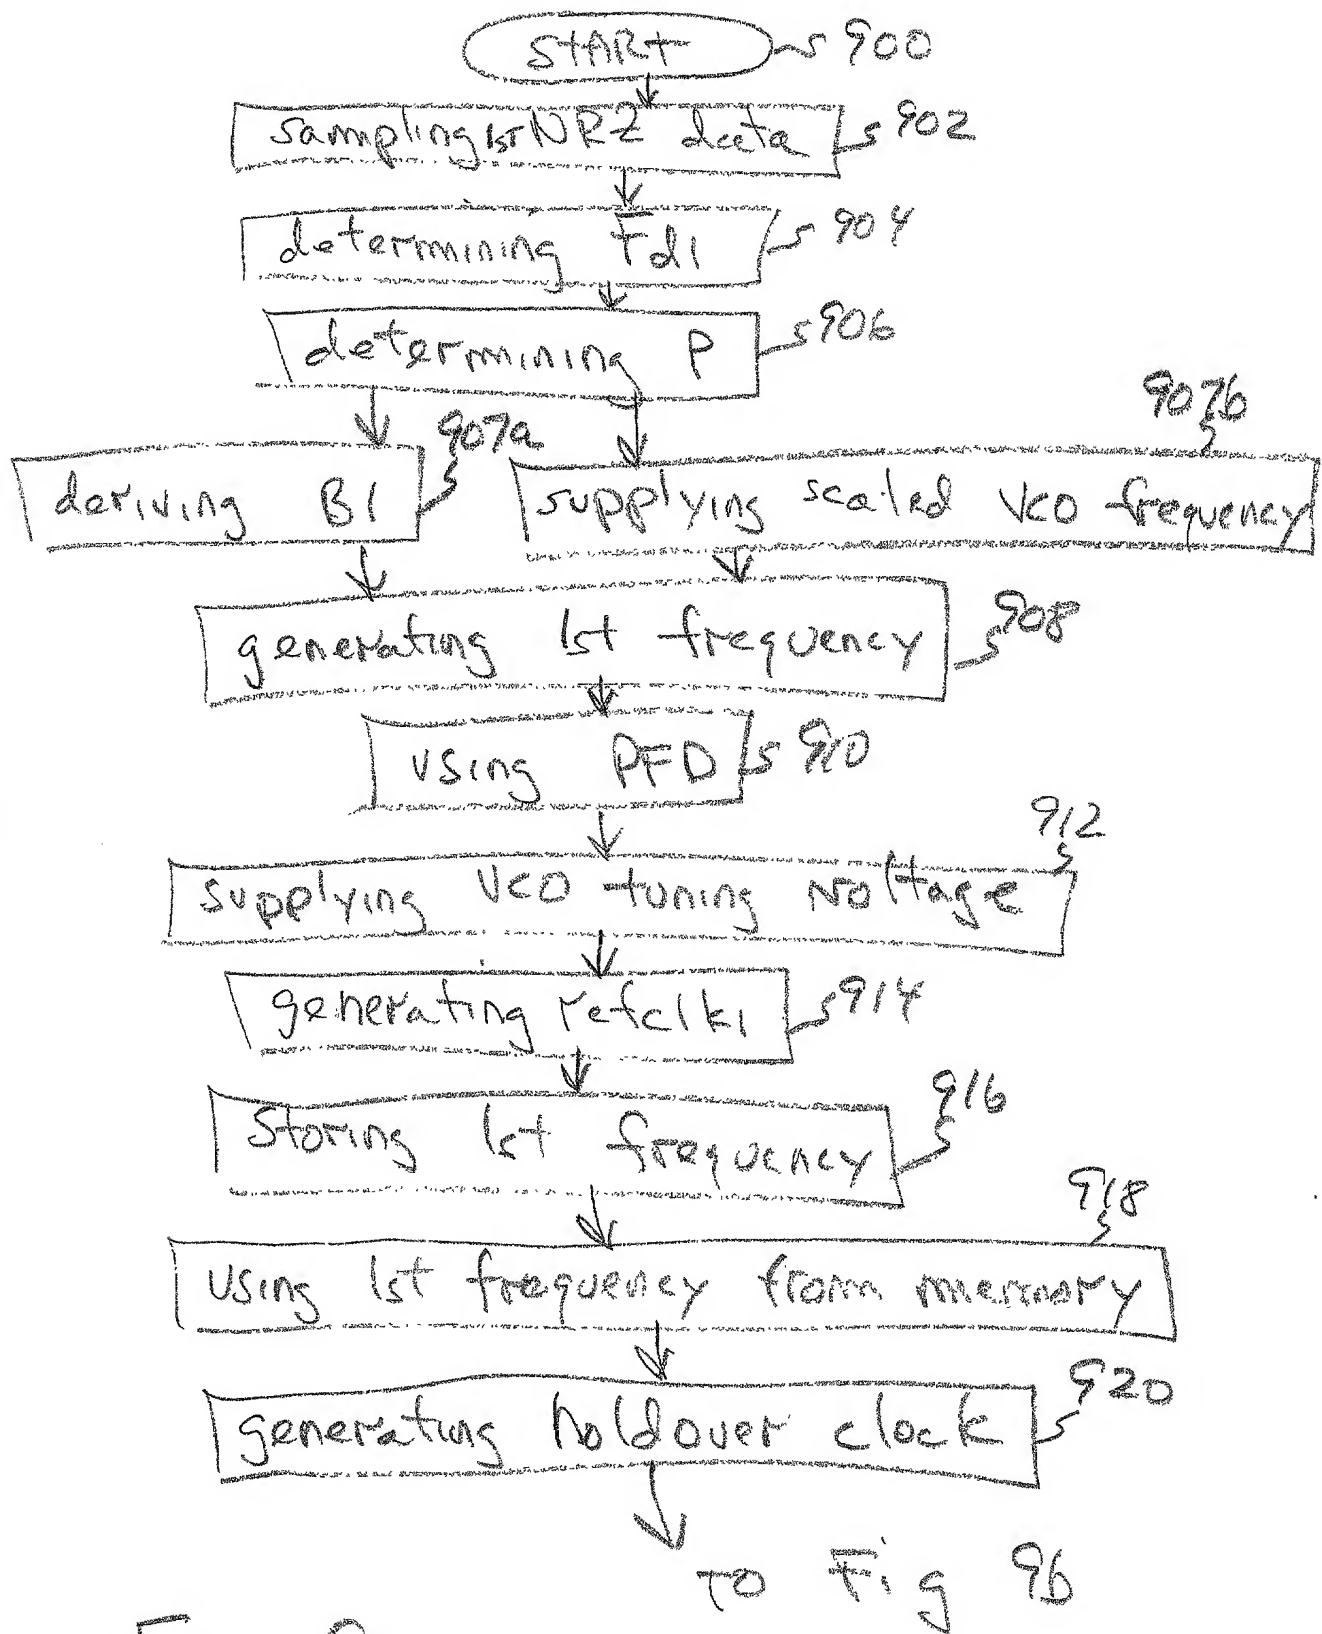 START 900
sampling 1st NRZ data 902
determining Fd1 904
determining P 906
907a 907b
deriving B1 supplying scaled VCO frequency
generating 1st frequency 908
using PFD 910
912
supplying VCO tuning Voltage
generating refclk1 914
Storing 1st frequency 916
918
using 1st frequency from memory
generating holdover clock 920
TO Fig 9b